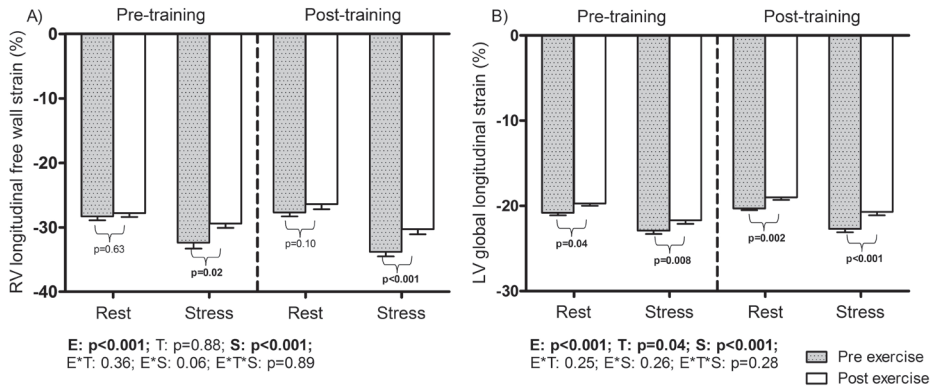 A)
Pre-training
Post-training
RV longitudinal free wall strain (%)
0
-10
-20
-30
-40
p=0.63
p=0.02
p=0.10
p<0.001
Rest
Stress
Rest
Stress
E: p<0.001; T: p=0.88; S: p<0.001;
E*T: 0.36; E*S: 0.06; E*T*S: p=0.89
B)
Pre-training
Post-training
LV global longitudinal strain (%)
0
-10
-20
-30
p=0.04
p=0.008
p=0.002
p<0.001
Rest
Stress
Rest
Stress
E: p<0.001; T: p=0.04; S: p<0.001;
E*T: 0.25; E*S: 0.26; E*T*S: p=0.28
Pre exercise
Post exercise